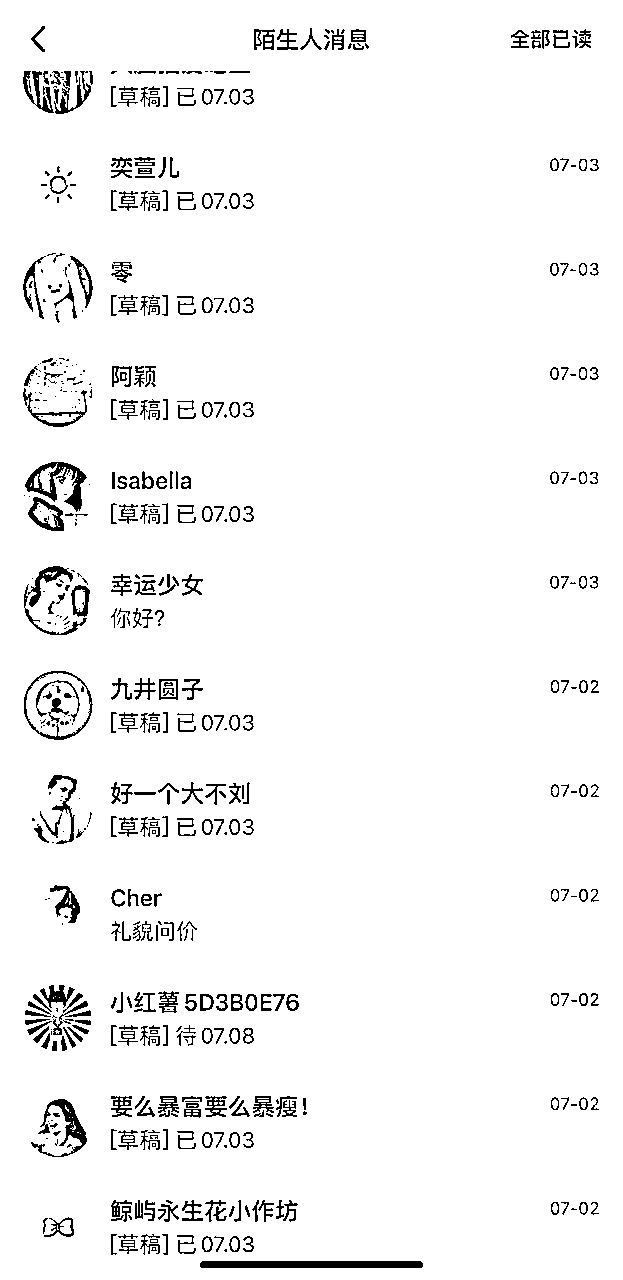 陌生人消息
全部已读
[草稿] 已 07.03
奕萱儿
07-03
[草稿] 已 07.03
零
07-03
[草稿] 已 07.03
阿颖
07-03
[草稿] 已 07.03
Isabella
07-03
[草稿] 已 07.03
幸运少女
07-03
你好?
九井圆子
07-02
[草稿] 已 07.03
好一个大不刘
07-02
[草稿] 已 07.03
Cher
07-02
礼貌问价
小红薯 5D3B0E76
07-02
[草稿] 待 07.08
要么暴富要么暴瘦!
07-02
[草稿] 已 07.03
鲸屿永生花小作坊
07-02
[草稿] 已 07.03